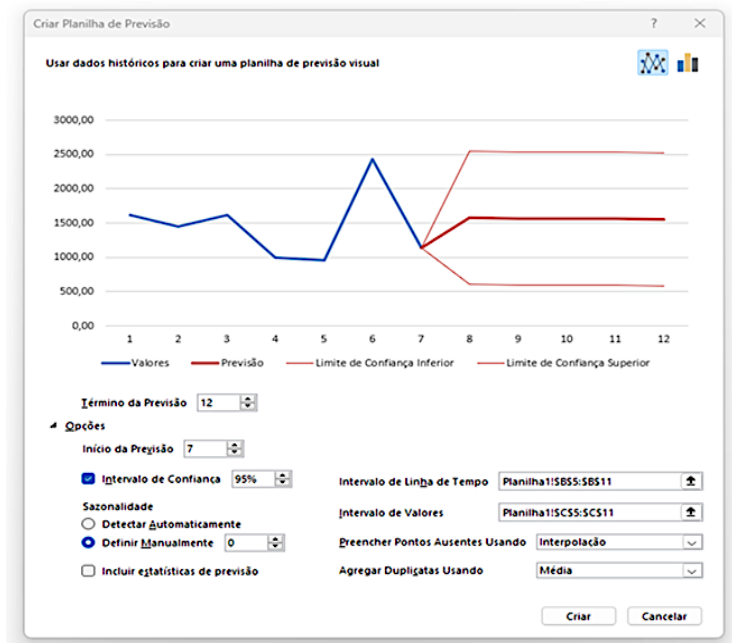 Criar Planilha de Previsão ? ×
Usar dados históricos para criar uma planilha de previsão visual
3000,00
2500,00
2000,00
1500,00
1000,00
500,00
0,00
1 2 3 4 5 6 7 8 9 10 11 12
Valores Previsão Limite de Confiança Inferior Limite de Confiança Superior
Término da Previsão 12
Opções
Início da Previsão 7
Intervalo de Confiança 95%
Intervalo de Linha de Tempo Planilha1!$B$5:$B$11
Sazonalidade
Intervalo de Valores Planilha1!$C$5:$C$11
Detectar Automaticamente
Definir Manualmente 0
Preencher Pontos Ausentes Usando Interpolação
Incluir estatísticas de previsão
Agregar Duplicatas Usando Média
Criar Cancelar